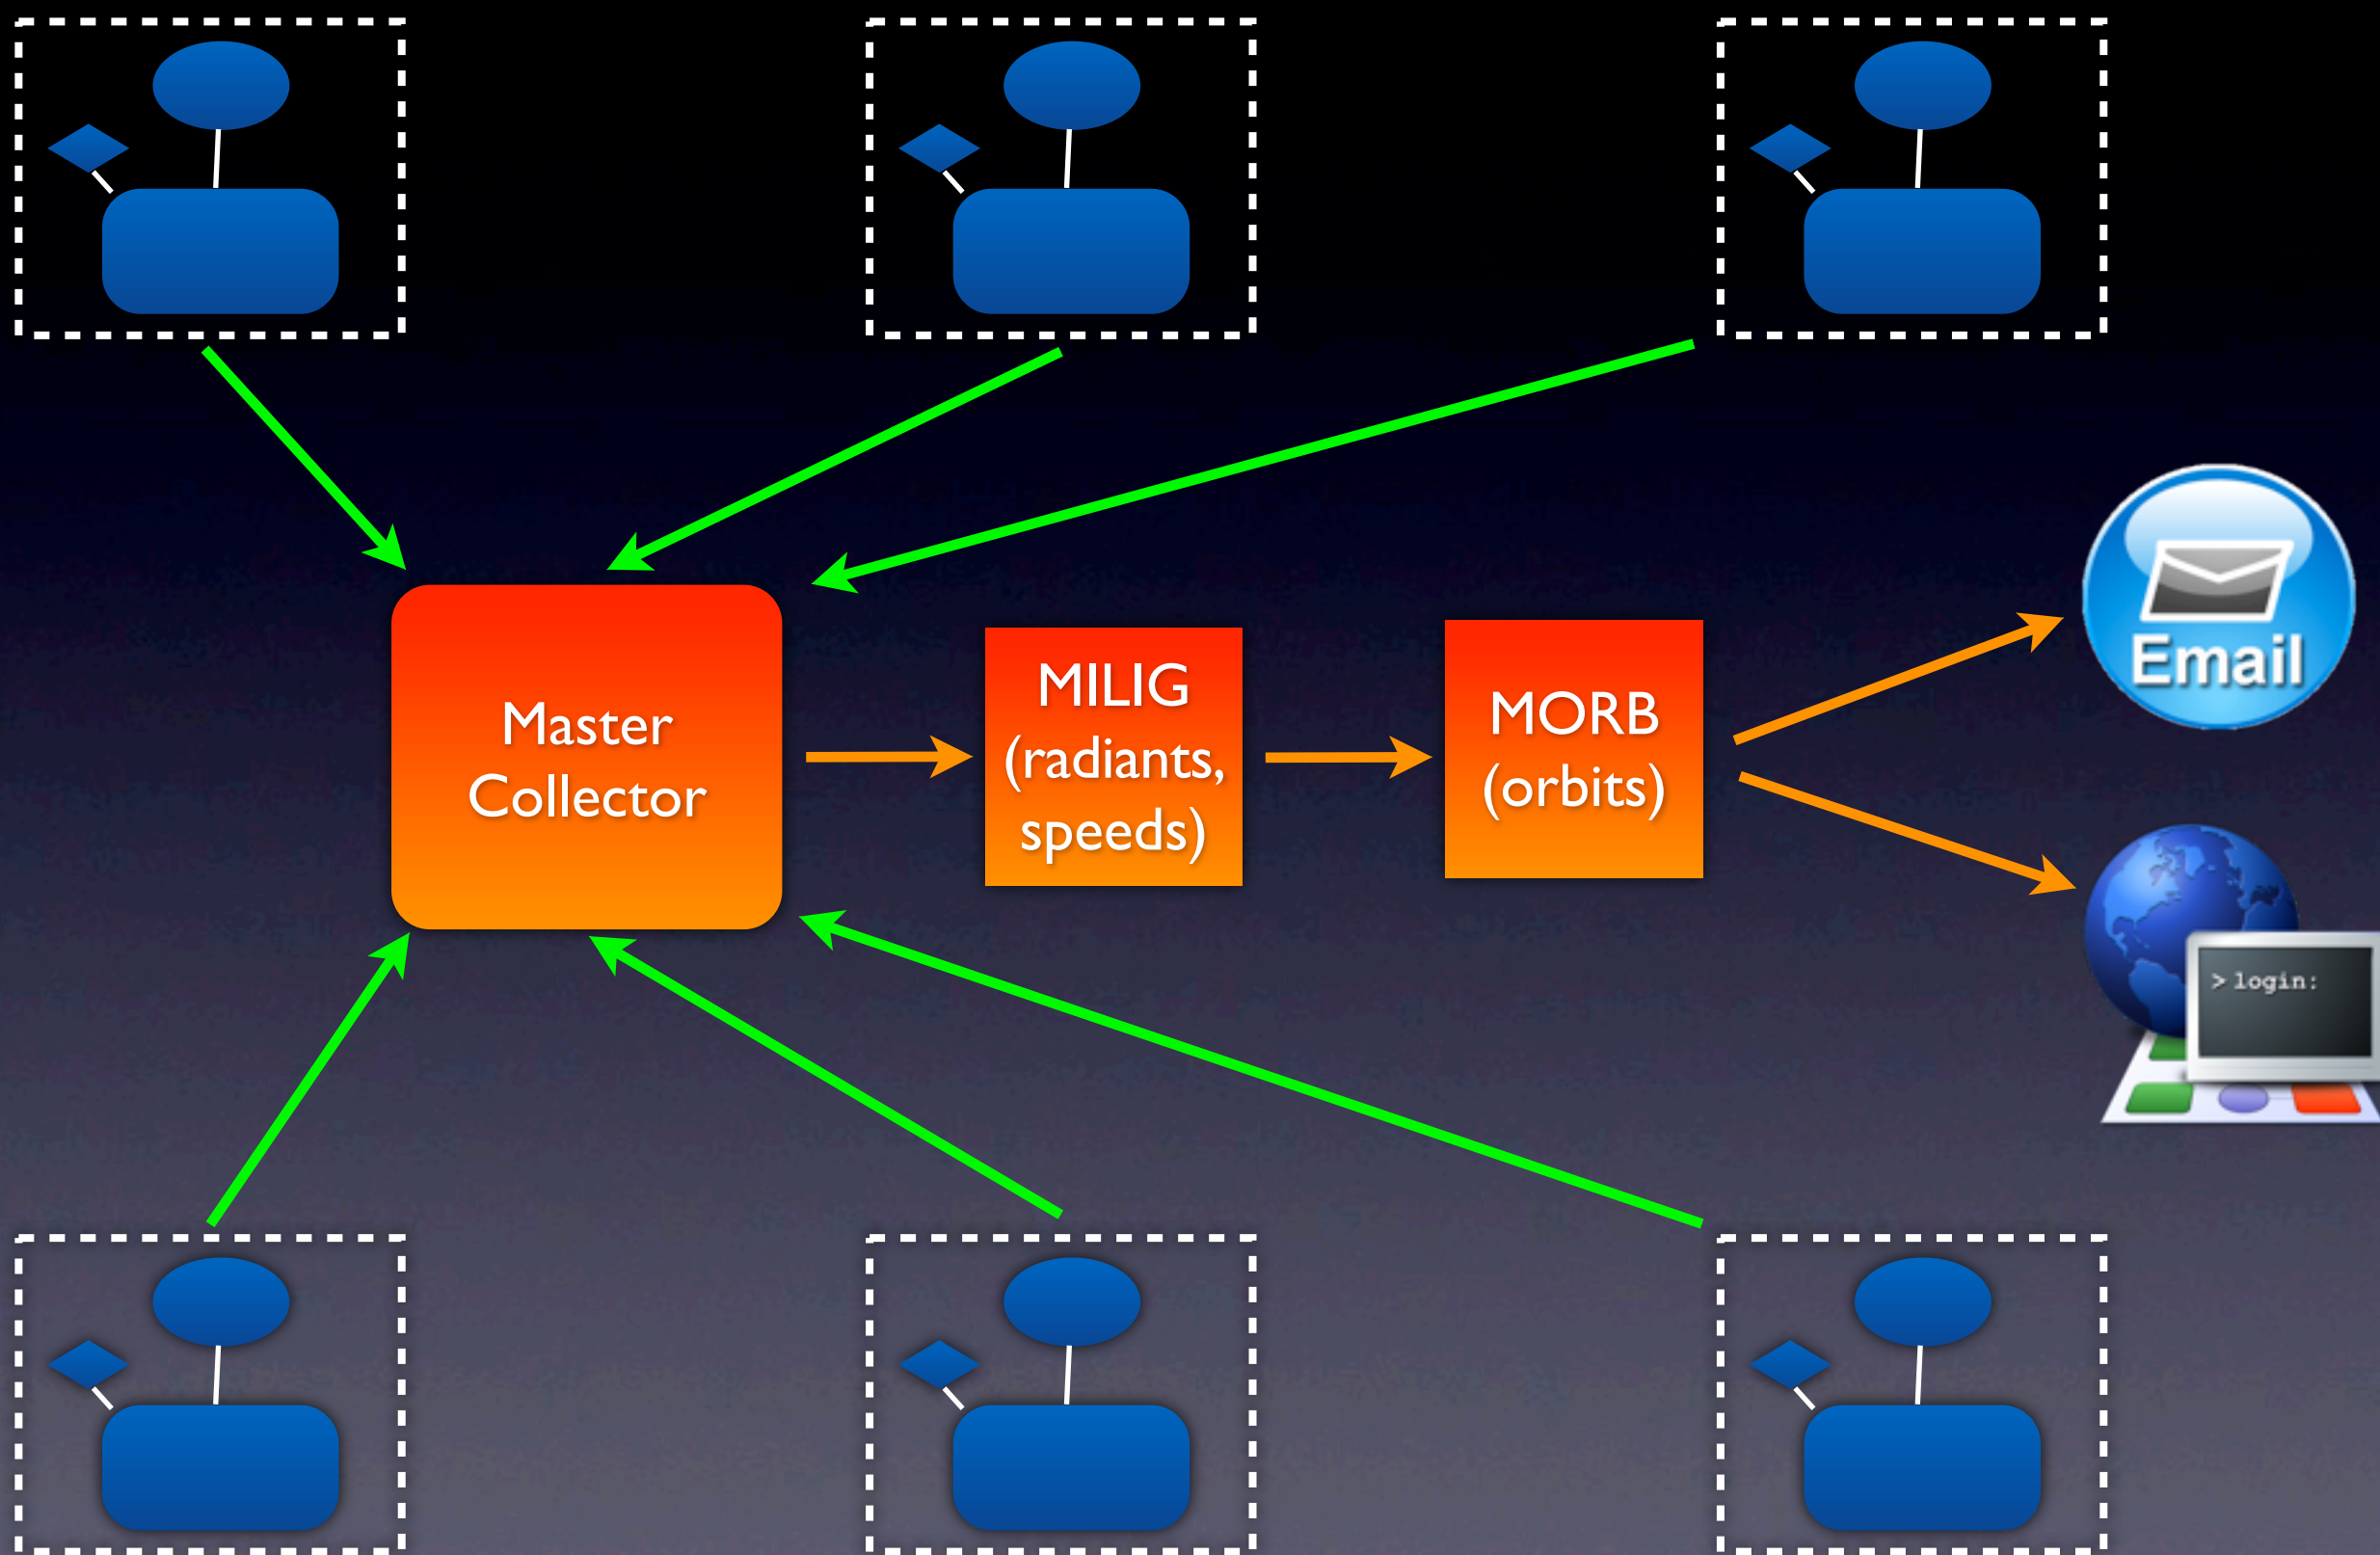 Master
Collector
MILIG
(radiants,
speeds)
MORB
(orbits)
Email
> login: